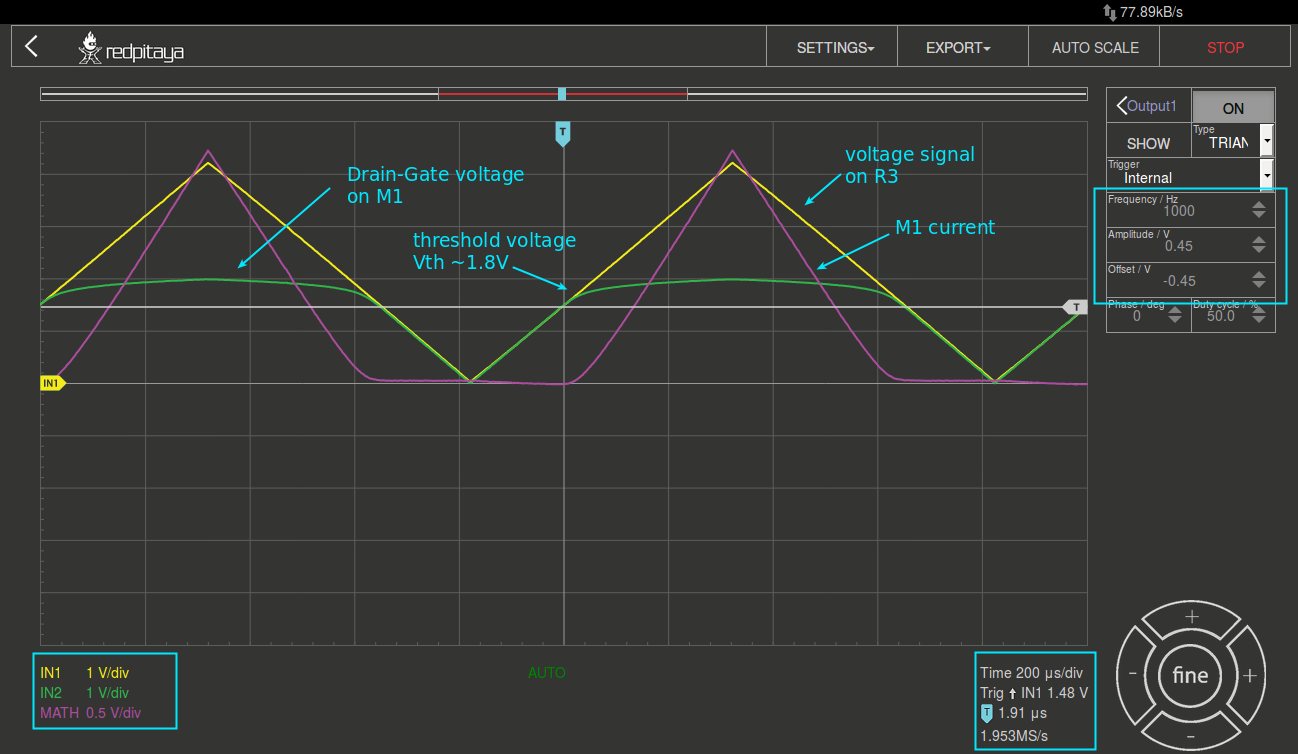 77.89kB/s
redpitaya
SETTINGS
EXPORT
AUTO SCALE
STOP
Output1
ON
SHOW
Type
TRIAN
Trigger
Internal
Frequency / Hz
1000
Amplitude / V
0.45
Offset / V
-0.45
Phase / deg
0
Duty cycle / %
50.0
T
Drain-Gate voltage
on M1
voltage signal
on R3
threshold voltage
Vth ~1.8V
M1 current
T
IN1
IN1 1 V/div
IN2 1 V/div
MATH 0.5 V/div
AUTO
Time 200 µs/div
Trig IN1 1.48 V
T 1.91 µs
1.953MS/s
+
- fine +
-